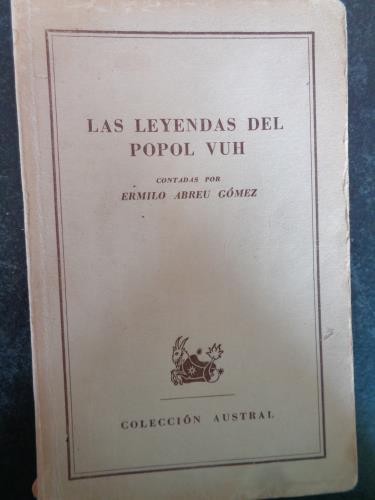 LAS LEYENDAS DEL
POPOL VUH
CONTADAS POR
ERMILO ABREU GÓMEZ
COLECCIÓN AUSTRAL